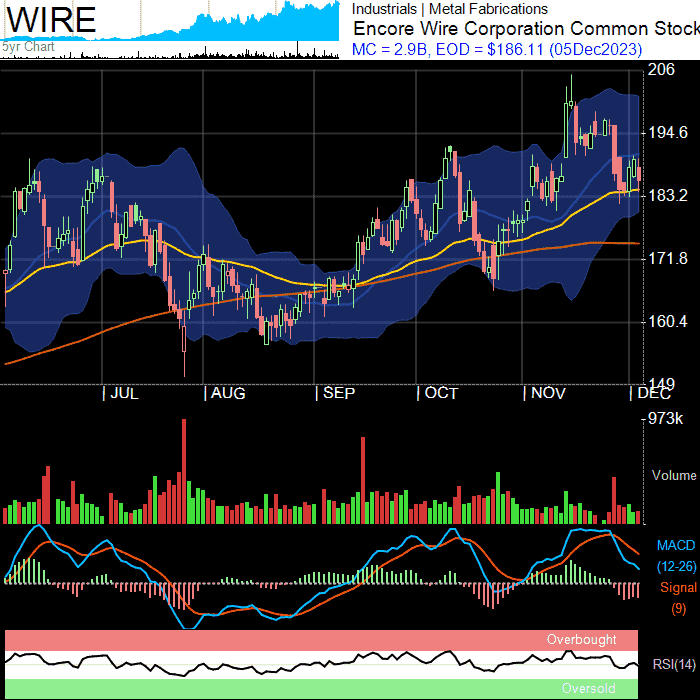 WIRE
5yr Chart
Industrials | Metal Fabrications
Encore Wire Corporation Common Stock
MC = 2.9B, EOD = $186.11 (05Dec2023)
206
194.6
183.2
171.8
160.4
149
JUL AUG SEP OCT NOV DEC
973k
Volume
MACD
(12-26)
Signal
(9)
Overbought
RSI(14)
Oversold